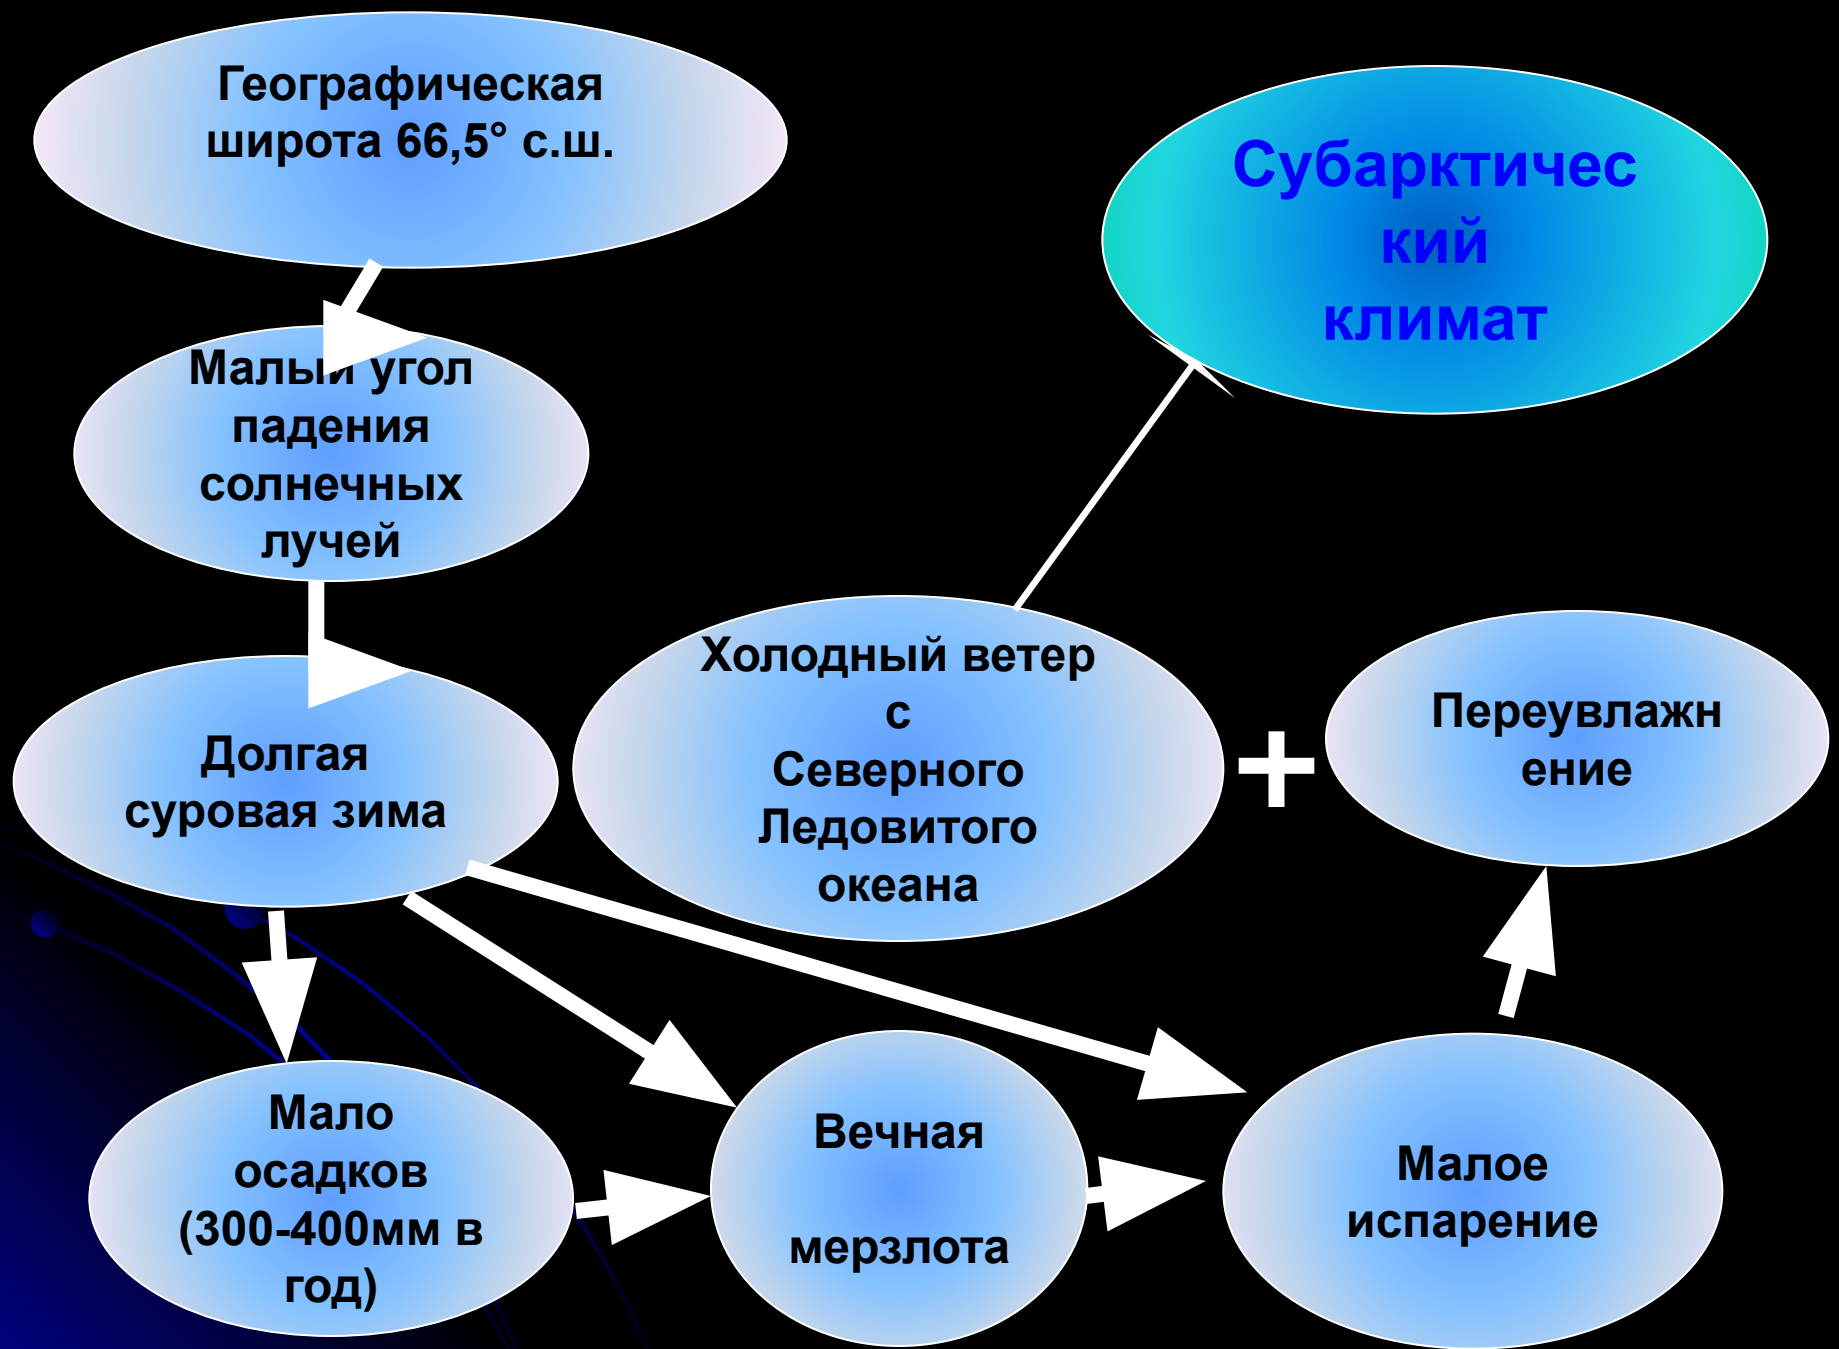 Географическая
широта 66,5° с.ш.
Субарктичес
кий
климат
Малый угол
падения
солнечных
лучей
Долгая
суровая зима
Холодный ветер
с
Северного
Ледовитого
океана
+
Переувлажн
ение
Мало
осадков
(300-400мм в
год)
Вечная
мерзлота
Малое
испарение